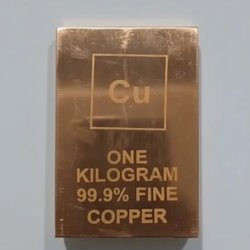 Cu
ONE
KILOGRAM
99.9% FINE
COPPER